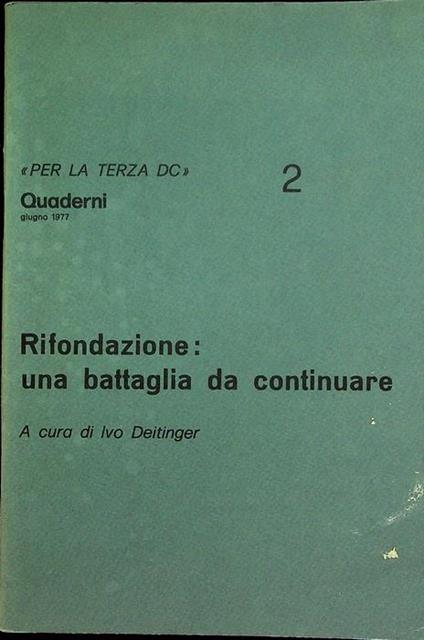 «PER LA TERZA DC»
2
Quaderni
giugno 1977
Rifondazione:
una battaglia da continuare
A cura di Ivo Deitinger